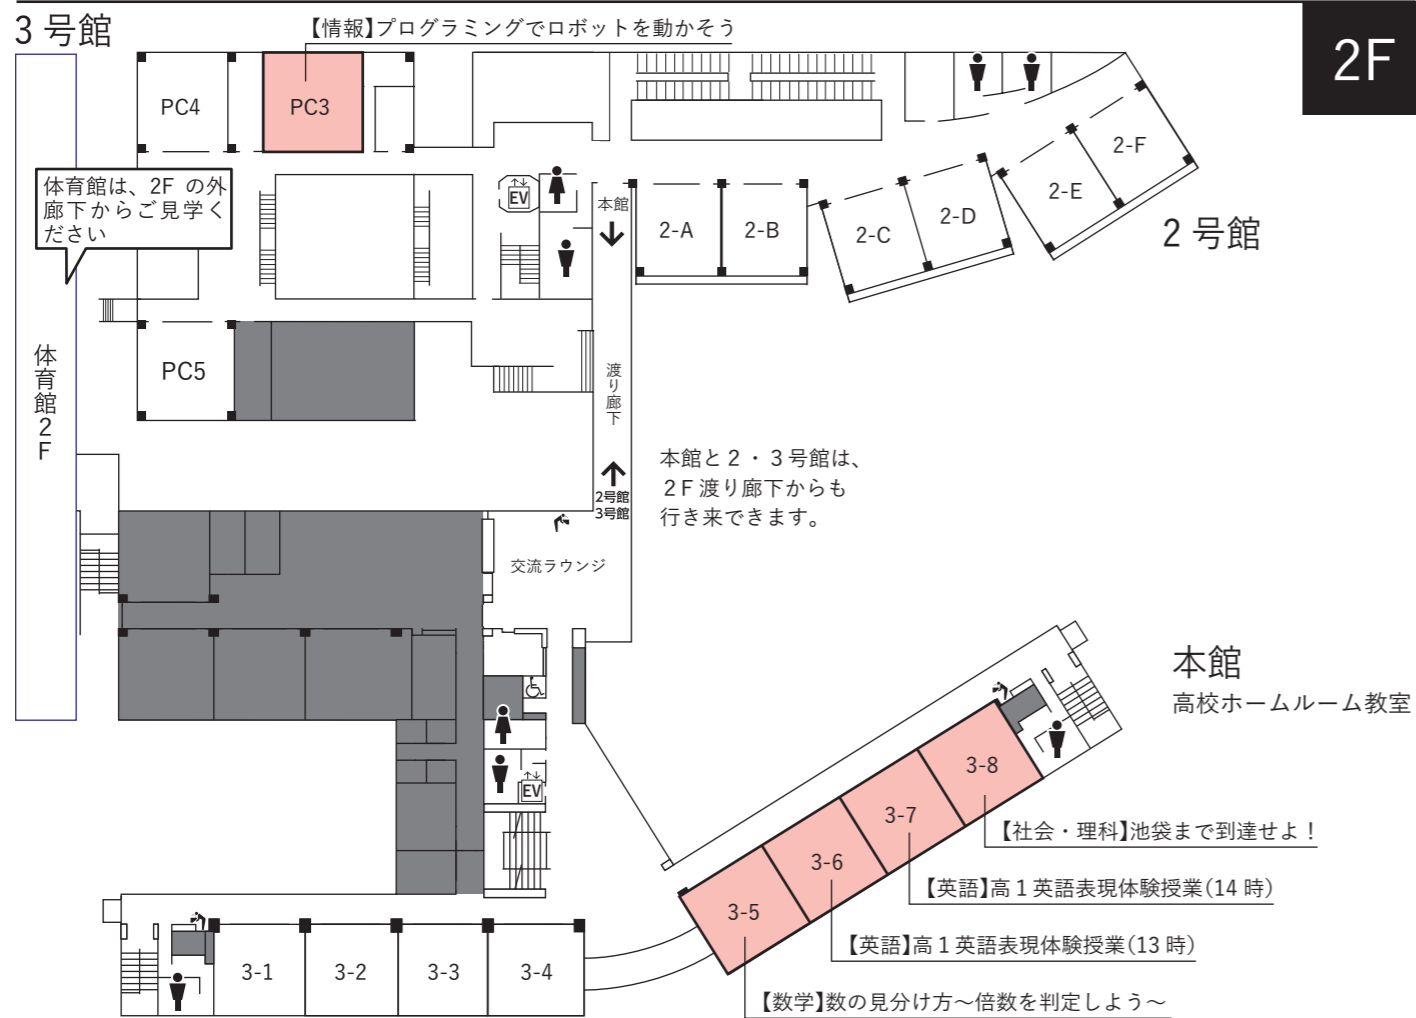 3 号館
【情報】プログラミングでロボットを動かそう
2F
PC4
PC3
体育館は、2F の外
廊下からご見学く
ださい
EV
本館
2-A
2-B
2-C
2-D
2-E
2-F
2 号館
体育館2F
PC5
渡り廊下
本館と2・3号館は、
2F渡り廊下からも
行き来できます。
2号館
3号館
交流ラウンジ
本館
高校ホームルーム教室
EV
3-8
3-7
3-6
3-5
【社会・理科】池袋まで到達せよ！
【英語】高1英語表現体験授業(14 時)
【英語】高1英語表現体験授業(13 時)
【数学】数の見分け方～倍数を判定しよう～
3-1
3-2
3-3
3-4